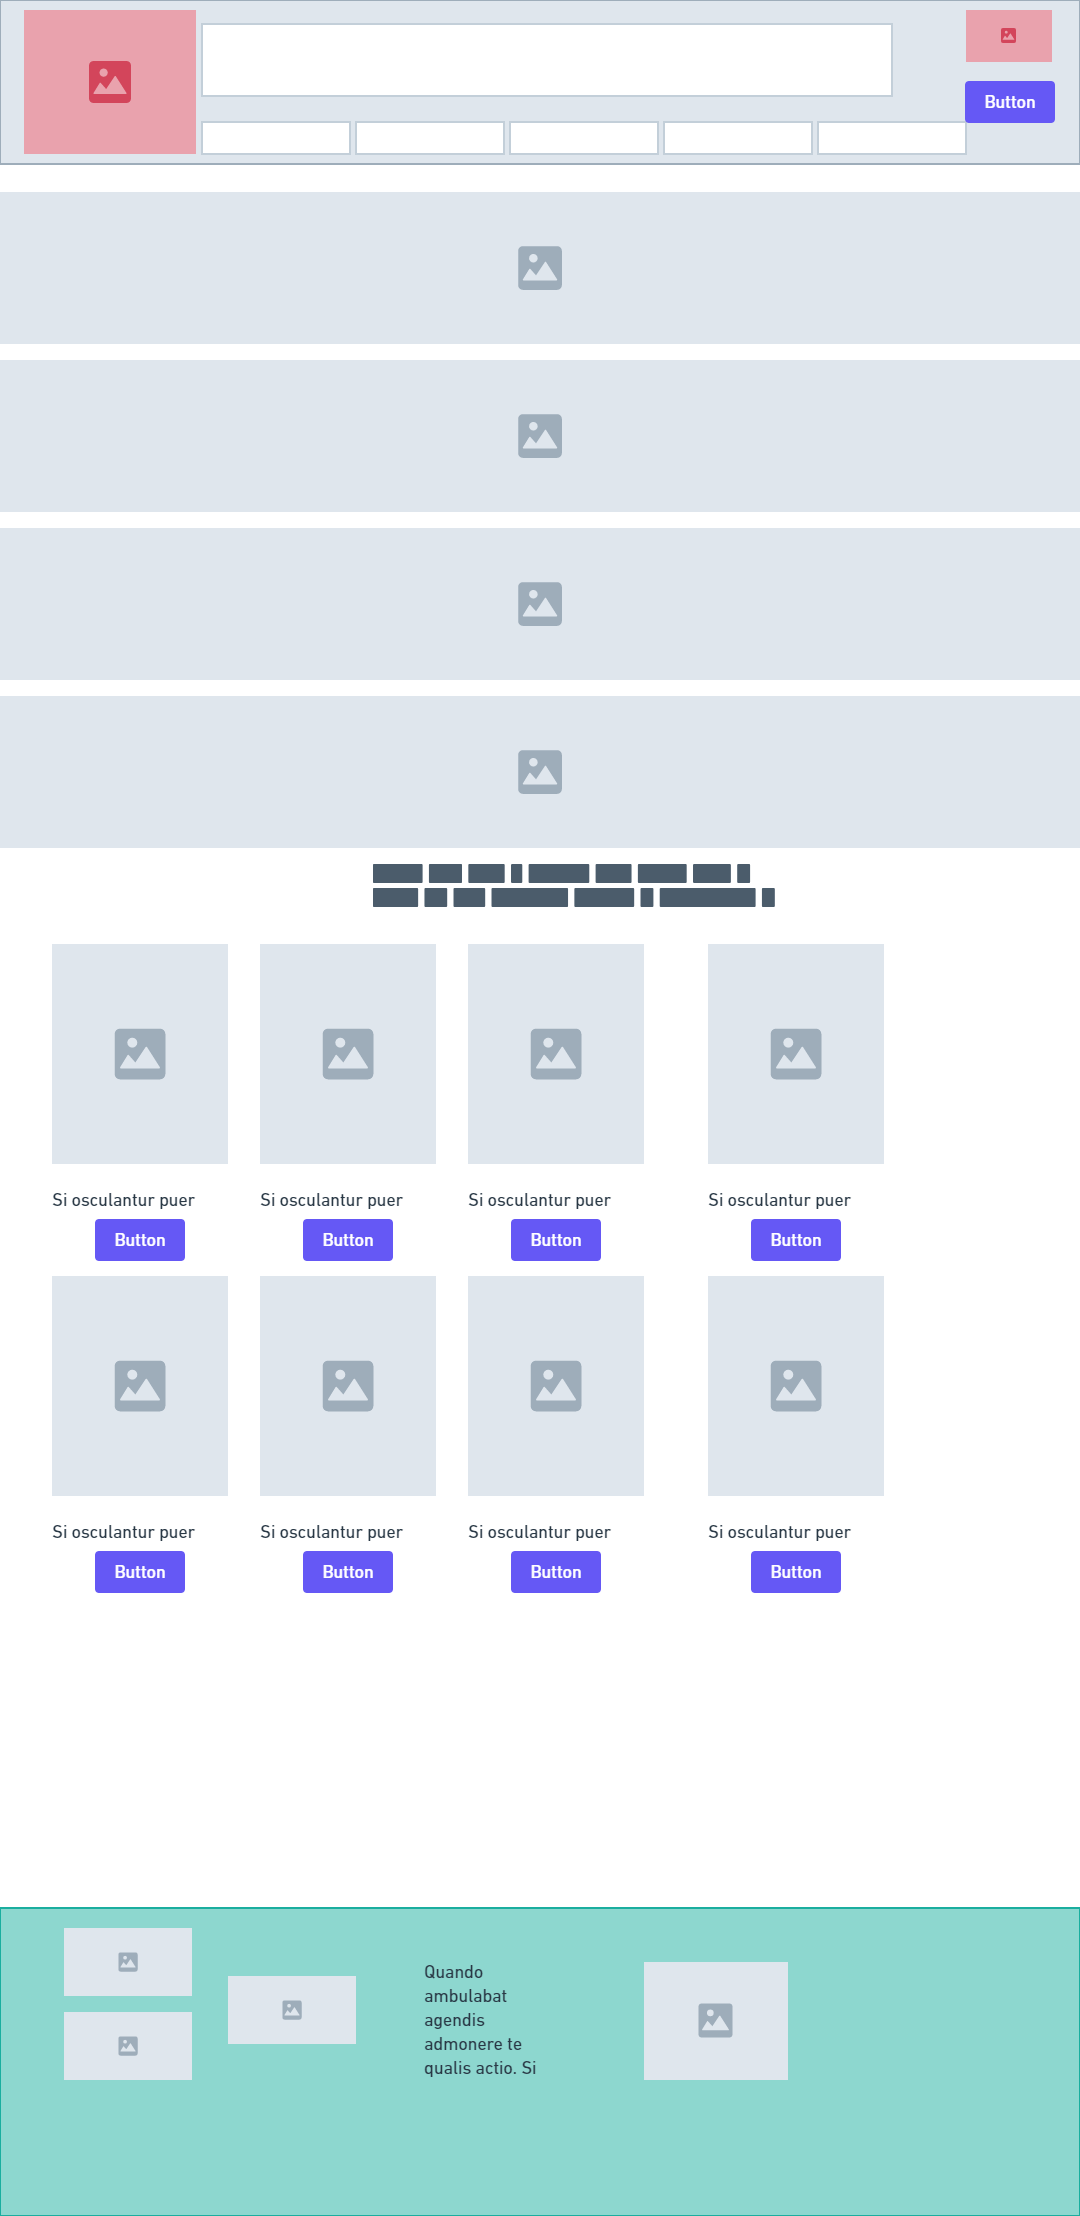 Button
Si osculantur puer Si osculantur puer Si osculantur puer Si osculantur puer
Button Button Button Button
Si osculantur puer Si osculantur puer Si osculantur puer Si osculantur puer
Button Button Button Button
Quando
ambulabat
agendis
admonere te
qualis actio. Si